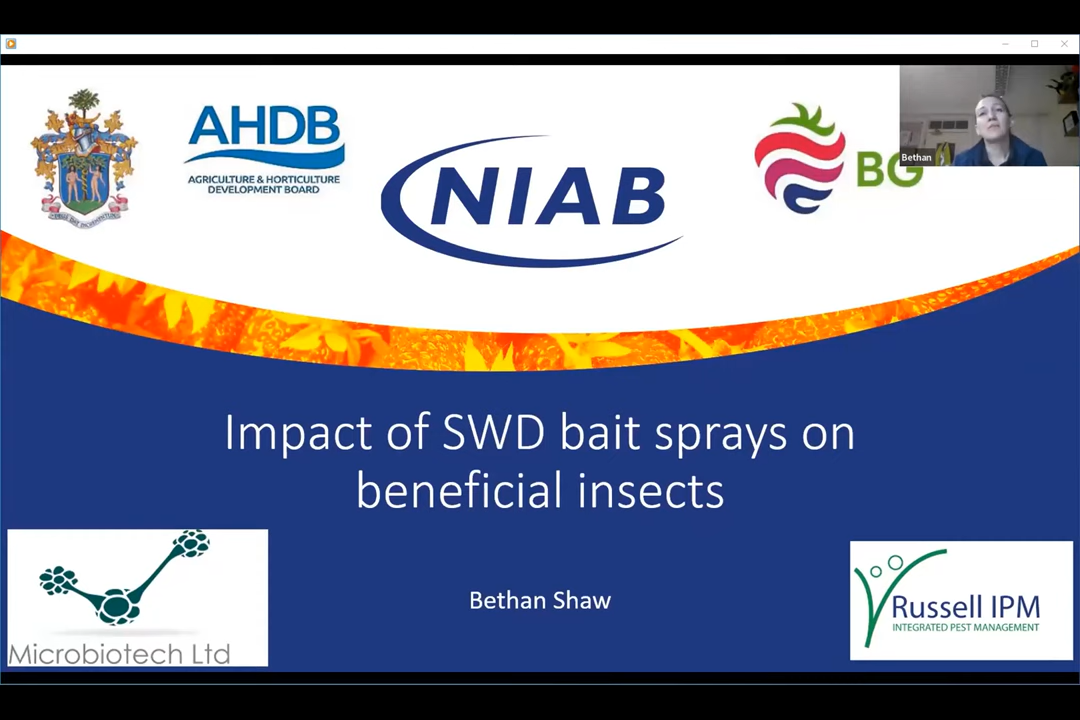 AHDB
AGRICULTURE & HORTICULTURE
DEVELOPMENT BOARD
NIAB
BG
Bethan
Impact of SWD bait sprays on
beneficial insects
Bethan Shaw
Microbiotech Ltd
Russell IPM
INTEGRATED PEST MANAGEMENT